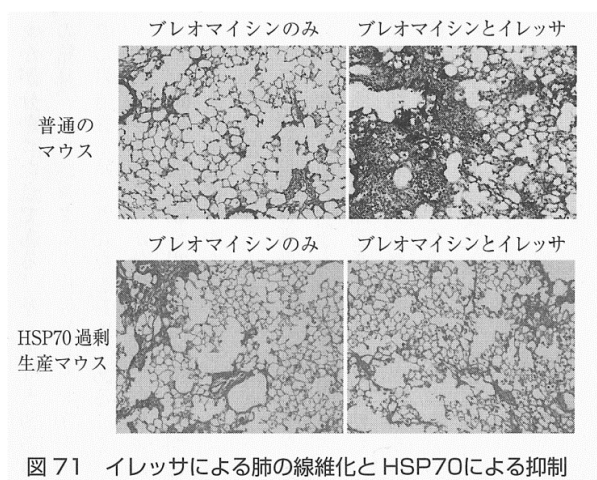 ブレオマイシンのみ ブレオマイシンとイレッサ
普通の
マウス
ブレオマイシンのみ ブレオマイシンとイレッサ
HSP70過剰
生産マウス
図71 イレッサによる肺の線維化とHSP70による抑制